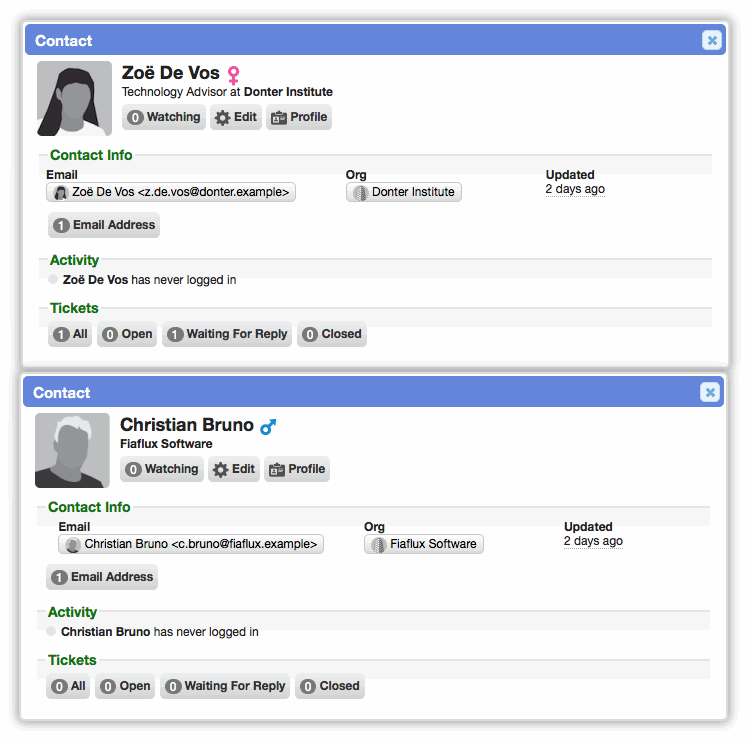 Contact
Zoë De Vos
Technology Advisor at Donter Institute
0 Watching Edit Profile
Contact Info
Email Org Updated
Zoë De Vos <z.de.vos@donter.example> Donter Institute 2 days ago
1 Email Address
Activity
Zoë De Vos has never logged in
Tickets
1 All 0 Open 1 Waiting For Reply 0 Closed
Contact
Christian Bruno
Fiaflux Software
0 Watching Edit Profile
Contact Info
Email Org Updated
Christian Bruno <c.bruno@fiaflux.example> Fiaflux Software 2 days ago
1 Email Address
Activity
Christian Bruno has never logged in
Tickets
0 All 0 Open 0 Waiting For Reply 0 Closed